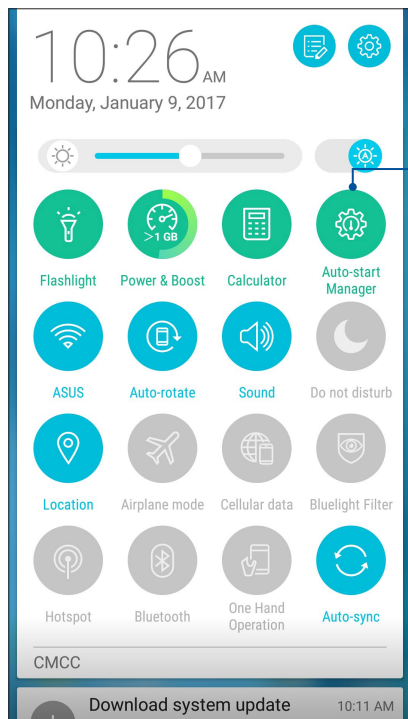 10:26 AM
Monday, January 9, 2017
A
>1 GB
Flashlight
Power & Boost
Calculator
Auto-start
Manager
ASUS
Auto-rotate
Sound
Do not disturb
Location
Airplane mode
Cellular data
Bluelight Filter
Hotspot
Bluetooth
One Hand
Operation
Auto-sync
CMCC
Download system update
10:11 AM